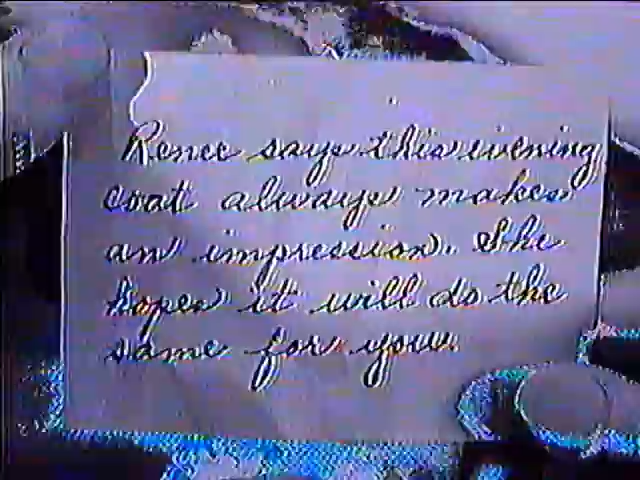 Renee says this evening
coat always makes
an impression. She
hopes it will do the
same for you.